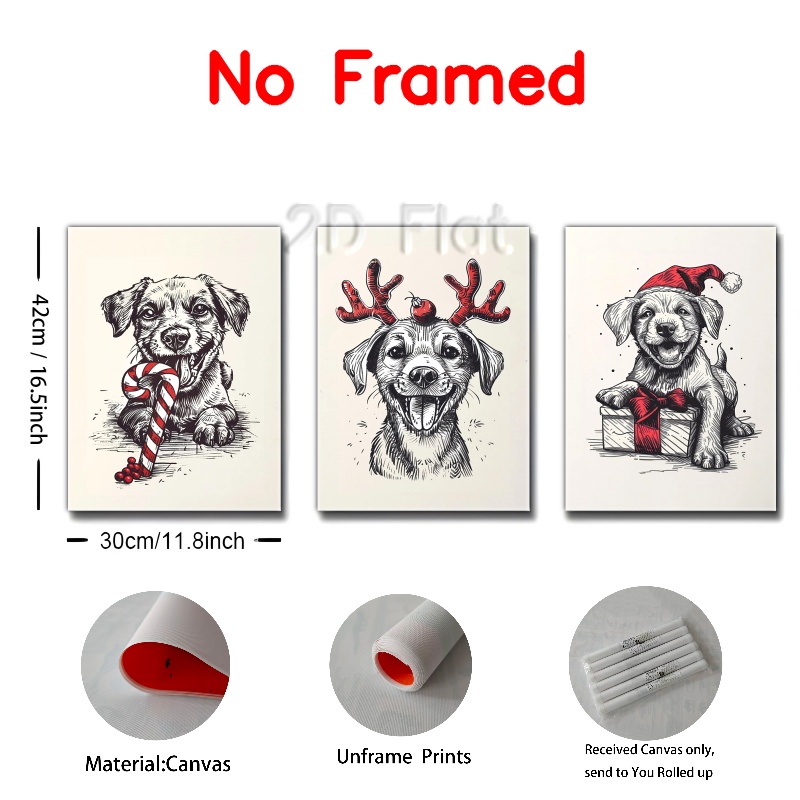 No Framed
2D Flat
42cm / 16.5inch
30cm/11.8inch
Material:Canvas
Unframe Prints
Received Canvas only,
send to You Rolled up